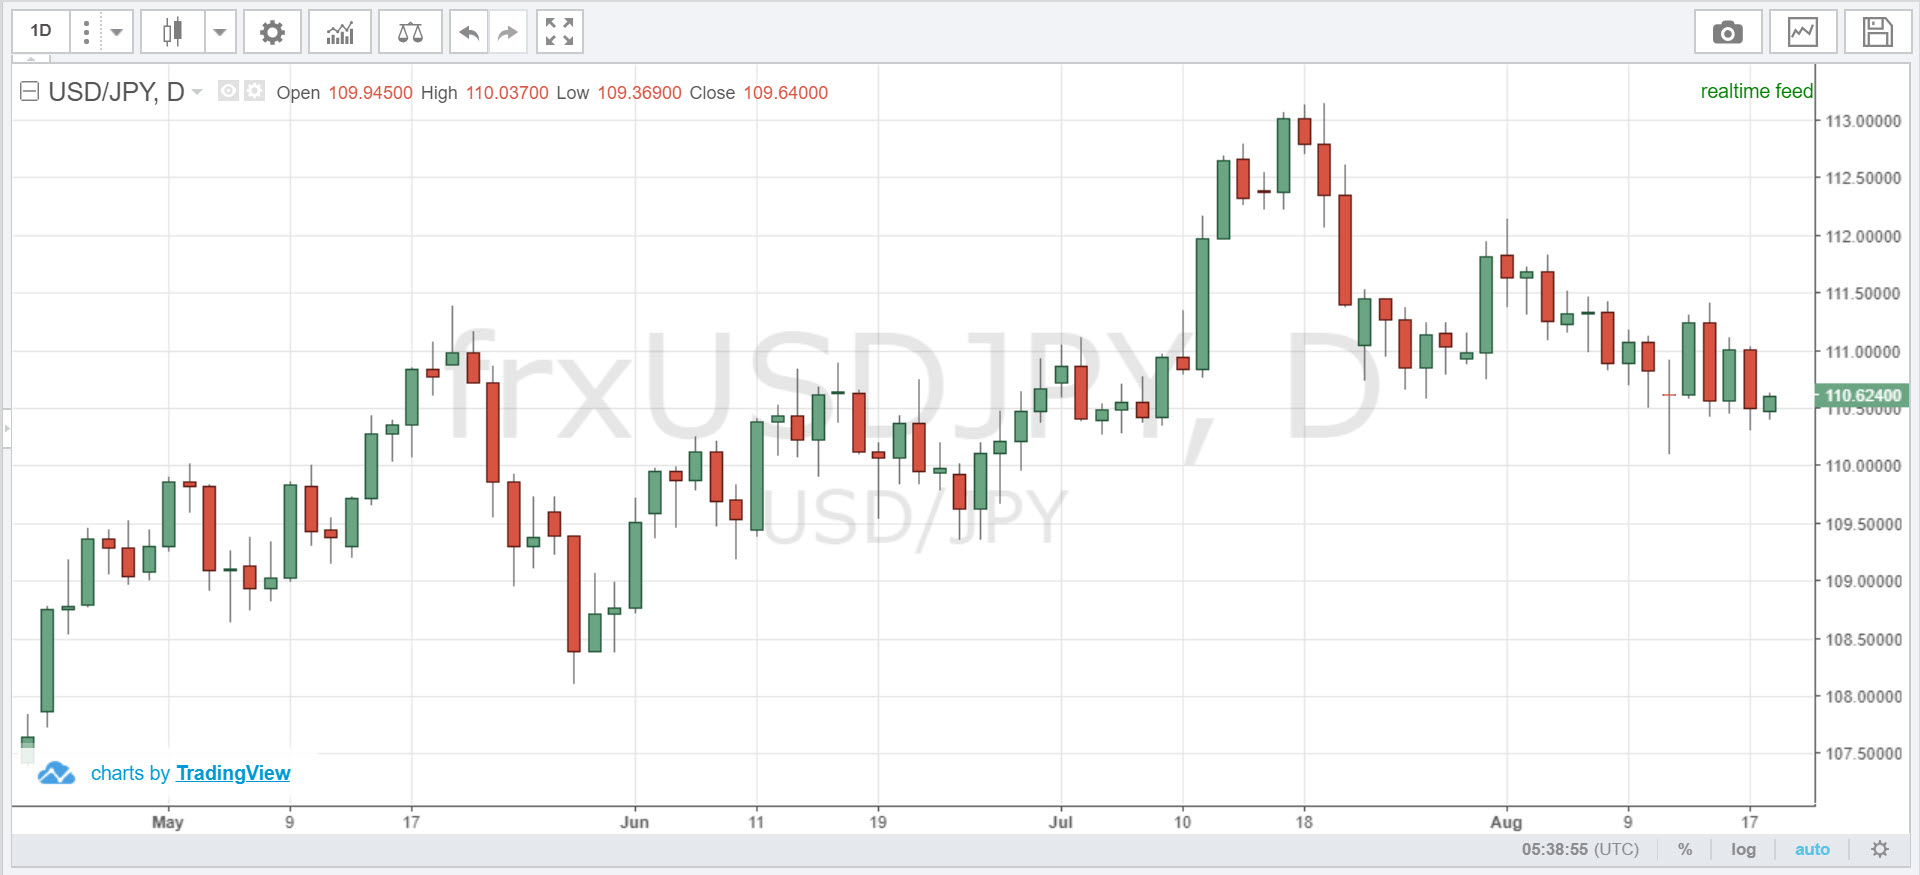 1D
USD/JPY, D Open 109.94500 High 110.03700 Low 109.36900 Close 109.64000
realtime feed
113.00000
112.50000
112.00000
111.50000
111.00000
110.62400
110.50000
110.00000
109.50000
109.00000
108.50000
108.00000
107.50000
frxUSDJPY, D
USD/JPY
charts by TradingView
May 9 17 Jun 11 19 Jul 10 18 Aug 9 17
05:38:55 (UTC) % log auto